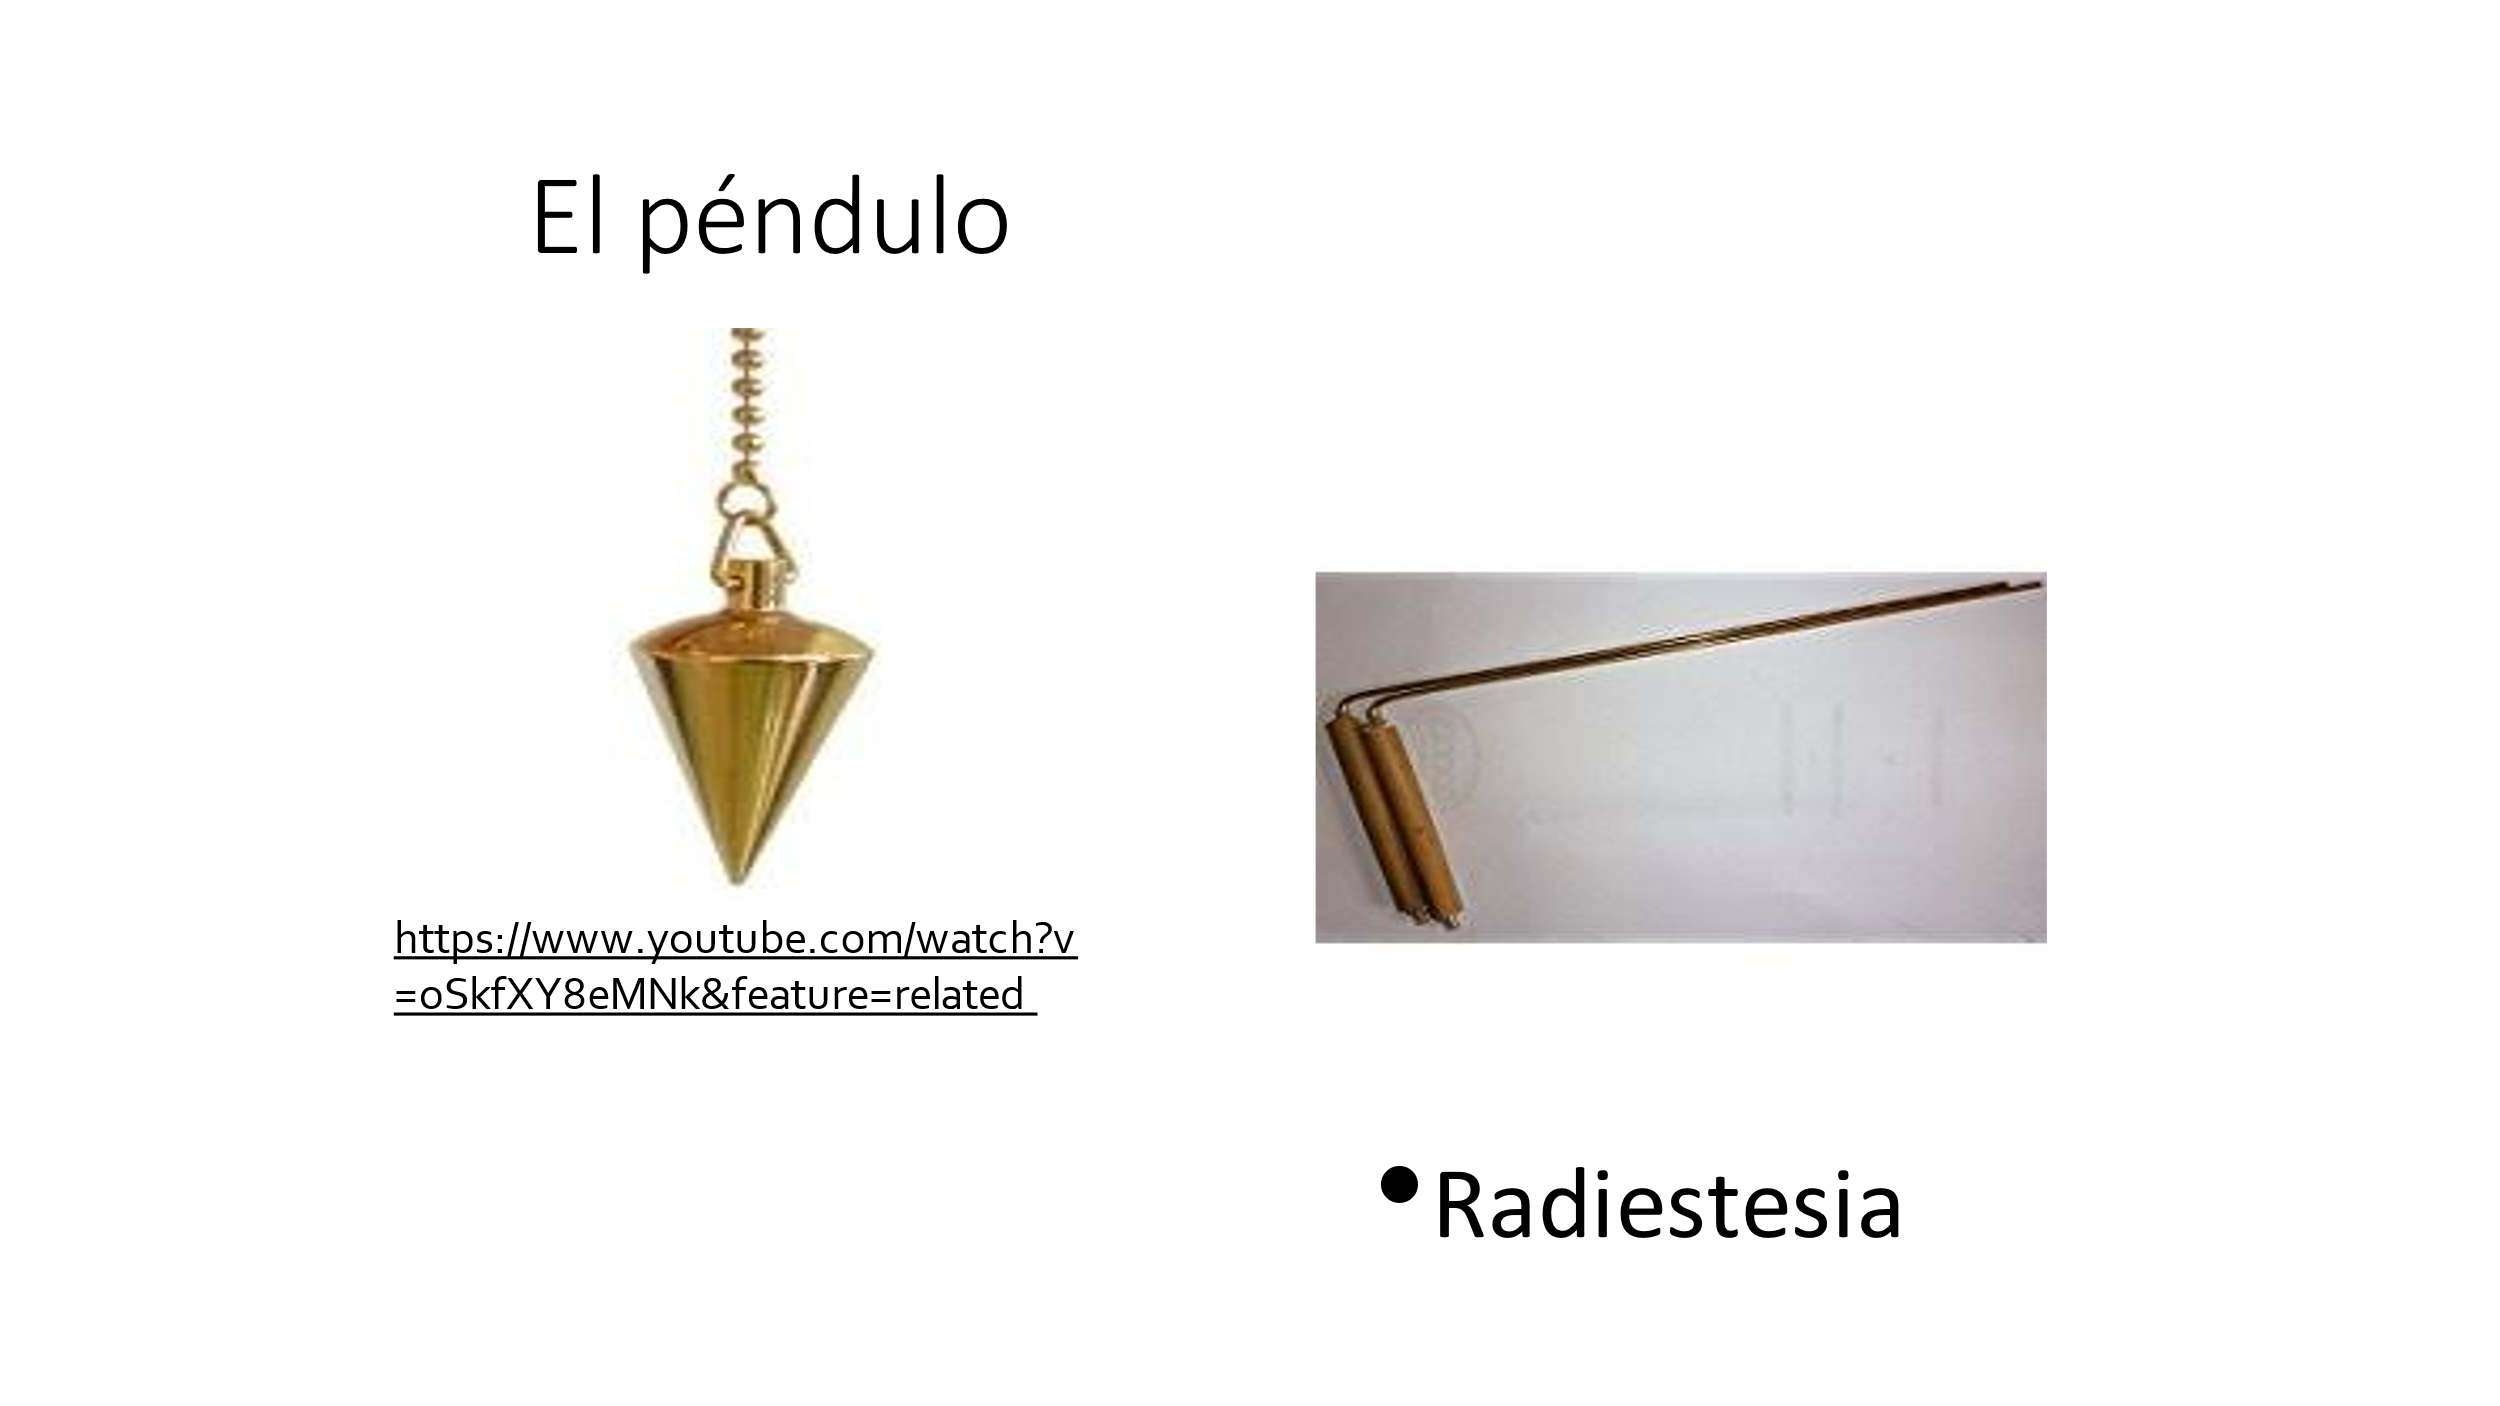 El péndulo
https://www.youtube.com/watch?v
=oSkfXY8eMNk&feature=related
•Radiestesia